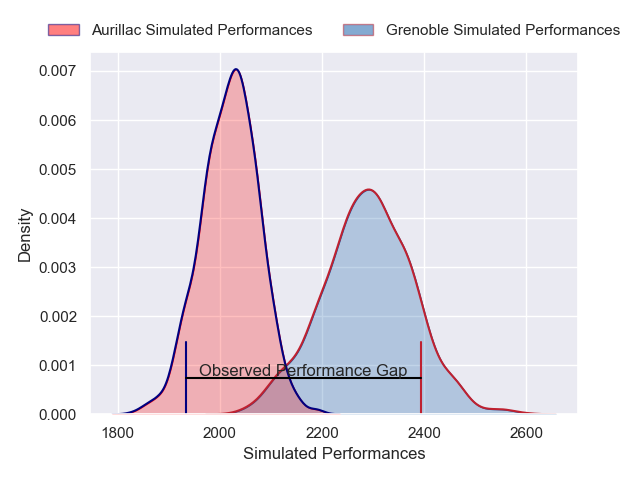 Aurillac Simulated Performances
Grenoble Simulated Performances
0.007
0.006
0.005
0.004
0.003
0.002
0.001
0.000
Density
Observed Performance Gap
1800 2000 2200 2400 2600
Simulated Performances